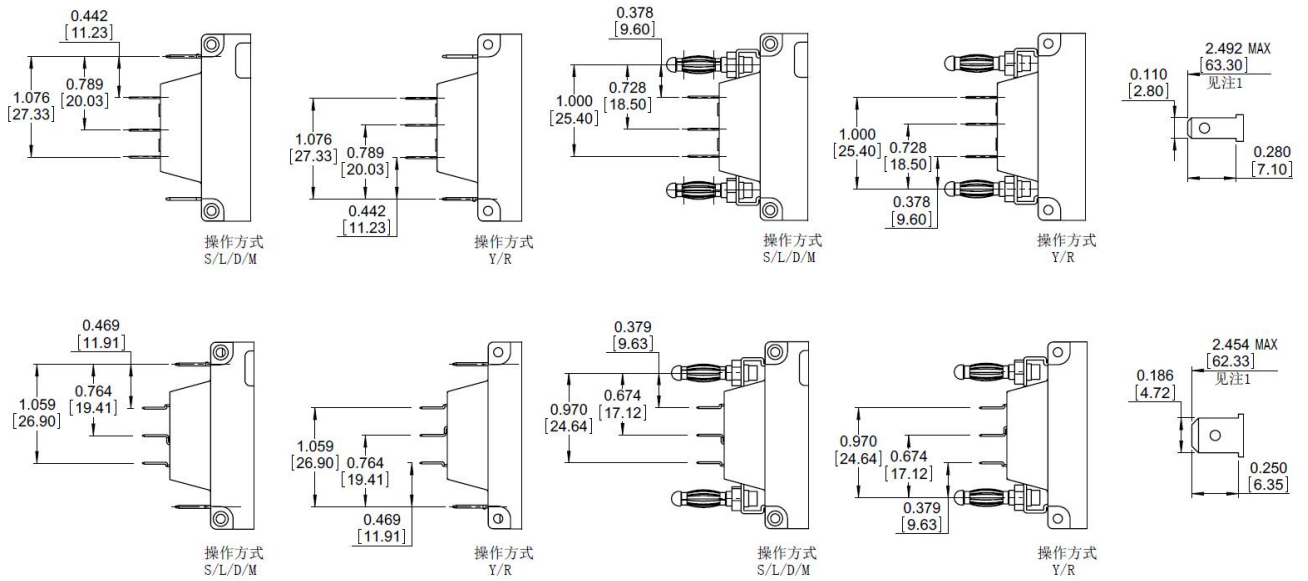 0.442
[11.23]
0.789
[20.03]
1.076
[27.33]
操作方式
S/L/D/M
1.076
[27.33]
0.789
[20.03]
0.442
[11.23]
操作方式
Y/R
0.378
[9.60]
0.728
[18.50]
1.000
[25.40]
操作方式
S/L/D/M
1.000
[25.40]
0.728
[18.50]
0.378
[9.60]
操作方式
Y/R
2.492 MAX
[63.30]
见注1
0.110
[2.80]
0.280
[7.10]
0.469
[11.91]
0.764
[19.41]
1.059
[26.90]
操作方式
S/L/D/M
1.059
[26.90]
0.764
[19.41]
0.469
[11.91]
操作方式
Y/R
0.379
[9.63]
0.674
[17.12]
0.970
[24.64]
操作方式
S/L/D/M
0.970
[24.64]
0.674
[17.12]
0.379
[9.63]
操作方式
Y/R
2.454 MAX
[62.33]
见注1
0.186
[4.72]
0.250
[6.35]